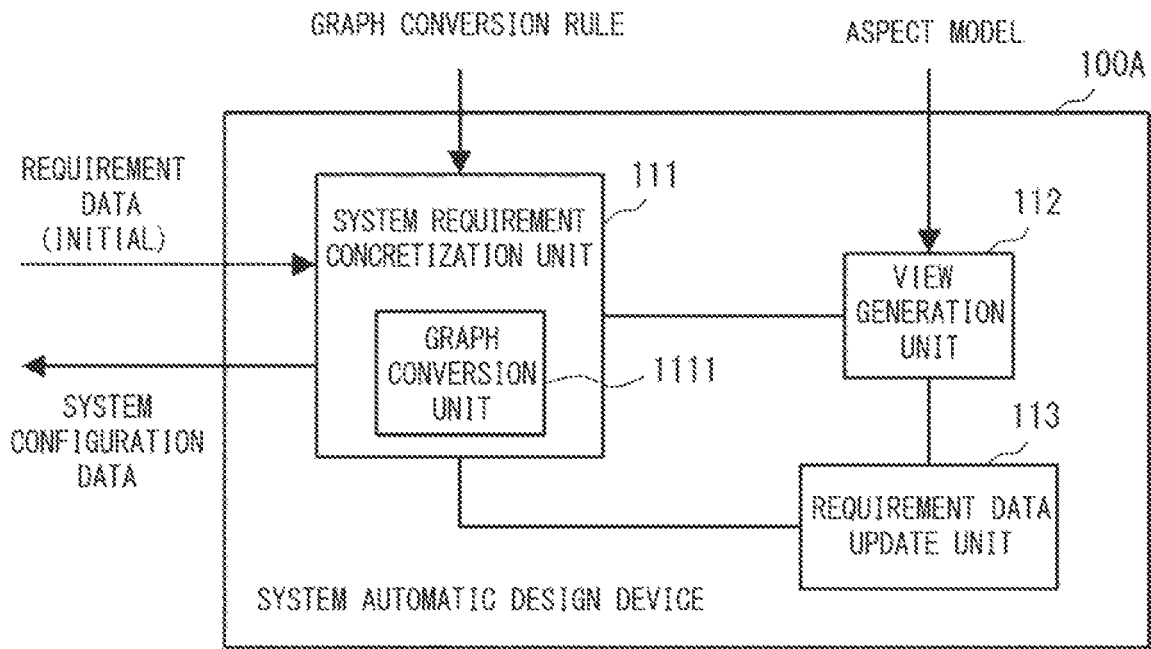 GRAPH CONVERSION RULE
ASPECT MODEL
100A
REQUIREMENT
DATA
(INITIAL)
111
SYSTEM REQUIREMENT
CONCRETIZATION UNIT
112
VIEW
GENERATION
UNIT
GRAPH
CONVERSION
UNIT
1111
SYSTEM
CONFIGURATION
DATA
113
REQUIREMENT DATA
UPDATE UNIT
SYSTEM AUTOMATIC DESIGN DEVICE